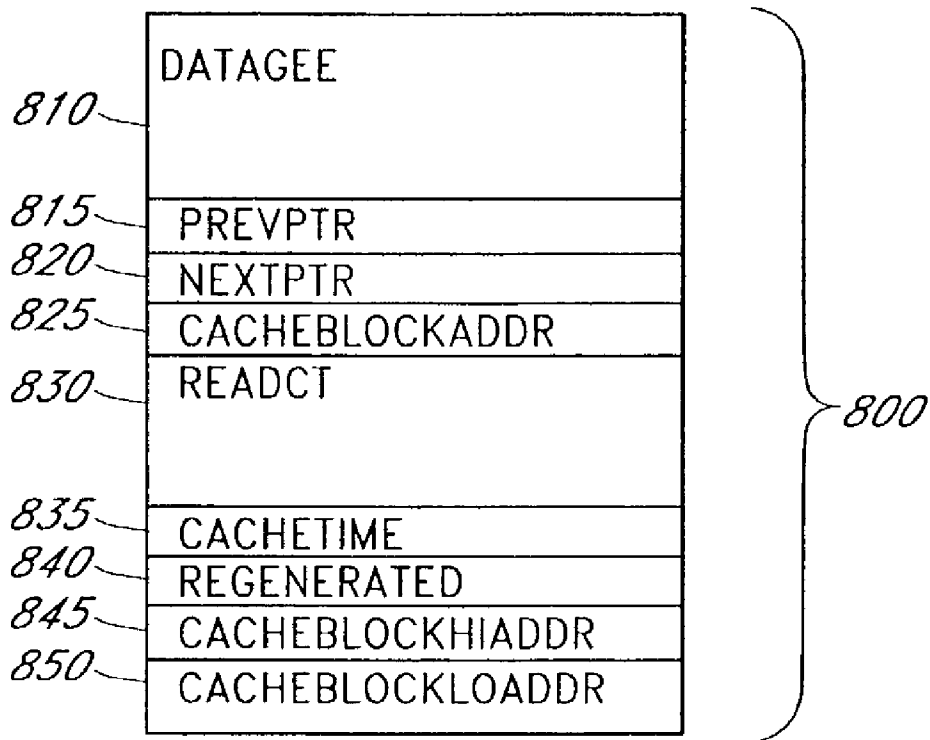 DATAGEE
810
815 PREVPTR
820 NEXTPTR
825 CACHEBLOCKADDR
830 READCT
800
835 CACHETIME
840 REGENERATED
845 CACHEBLOCKHIADDR
850 CACHEBLOCKLOADDR